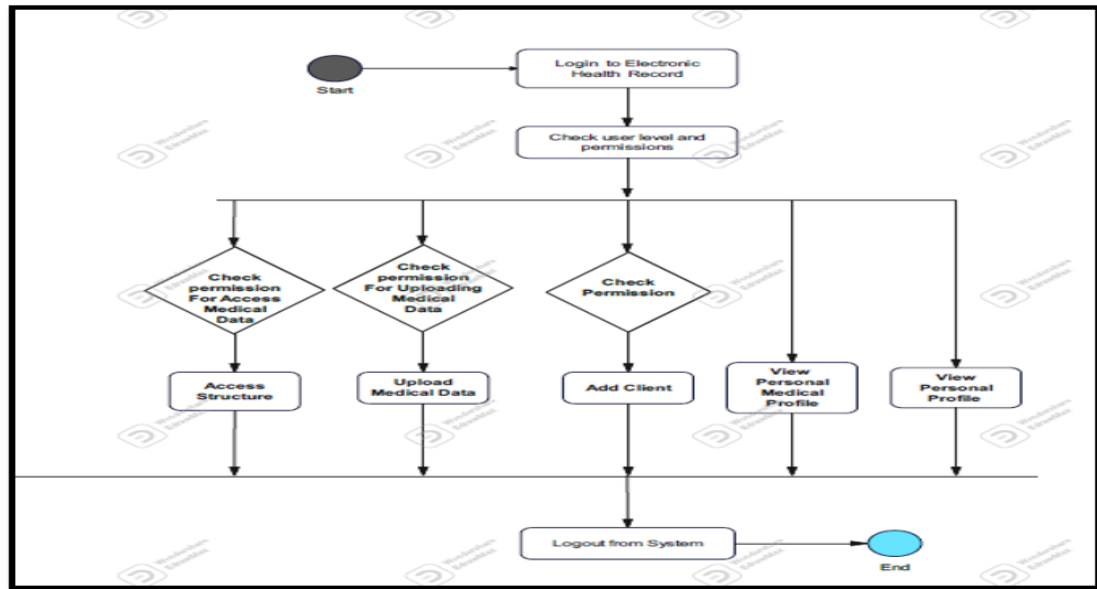 Login to Electronic
Health Record
Start
Check user level and
permissions
Check
permission
For Access
Medical
Data
Check
permission
For Uploading
Medical
Data
Check
Permission
Access
Structure
Upload
Medical Data
Add Client
View
Personal
Medical
Profile
View
Personal
Profile
Logout from System
End
Wondershare
EdrawMax